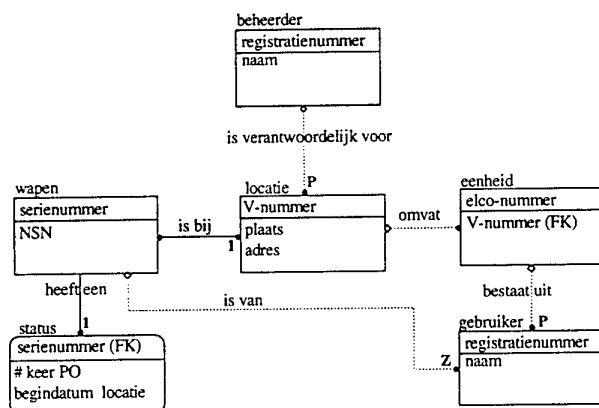 beheerder
registratienummer
naam
is verantwoordelijk voor
P
wapen
serienummer
NSN
is bij
1
locatie
V-nummer
plaats
adres
omvat
eenheid
elco-nummer
V-nummer (FK)
heeft een
1
is van
Z
bestaat uit
P
status
serienummer (FK)
# keer PO
begindatum locatie
gebruiker
registratienummer
naam